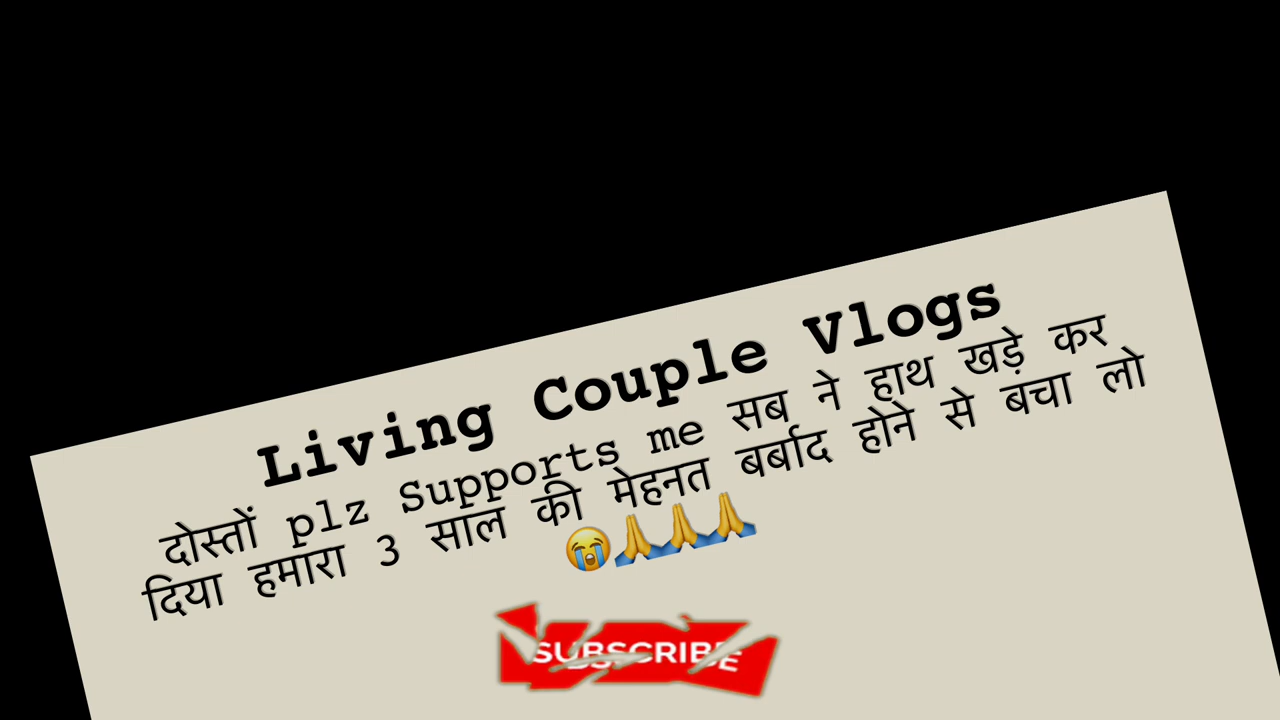 Living Couple Vlogs
दोस्तों plz Supports me सब ने हाथ खड़े कर
दिया हमारा 3 साल की मेहनत बर्बाद होने से बचा लो
😭🙏🙏🙏
SUBSCRIBE